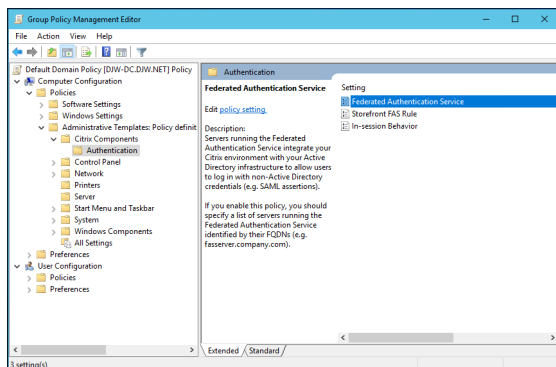 Group Policy Management Editor
File Action View Help
Default Domain Policy [DJW-DC.DJW.NET] Policy
Computer Configuration
Policies
Software Settings
Windows Settings
Administrative Templates: Policy definit
Citrix Components
Authentication
Control Panel
Network
Printers
Server
Start Menu and Taskbar
System
Windows Components
All Settings
Preferences
User Configuration
Policies
Preferences
Authentication
Federated Authentication Service
Edit policy setting
Description:
Servers running the Federated
Authentication Service integrate your
Citrix environment with your Active
Directory infrastructure to allow users
to log in with non-Active Directory
credentials (e.g. SAML assertions).
If you enable this policy, you should
specify a list of servers running the
Federated Authentication Service
identified by their FQDNs (e.g.
fasserver.company.com).
Setting
Federated Authentication Service
Storefront FAS Rule
In-session Behavior
Extended Standard
3 setting(s)